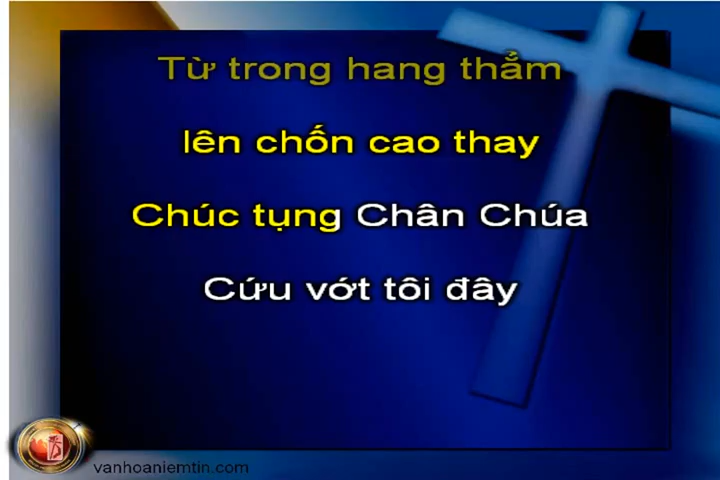 Từ trong hang thẳm
lên chốn cao thay
Chúc tụng Chân Chúa
Cứu vớt tôi đây
vanhoaniemtin.com